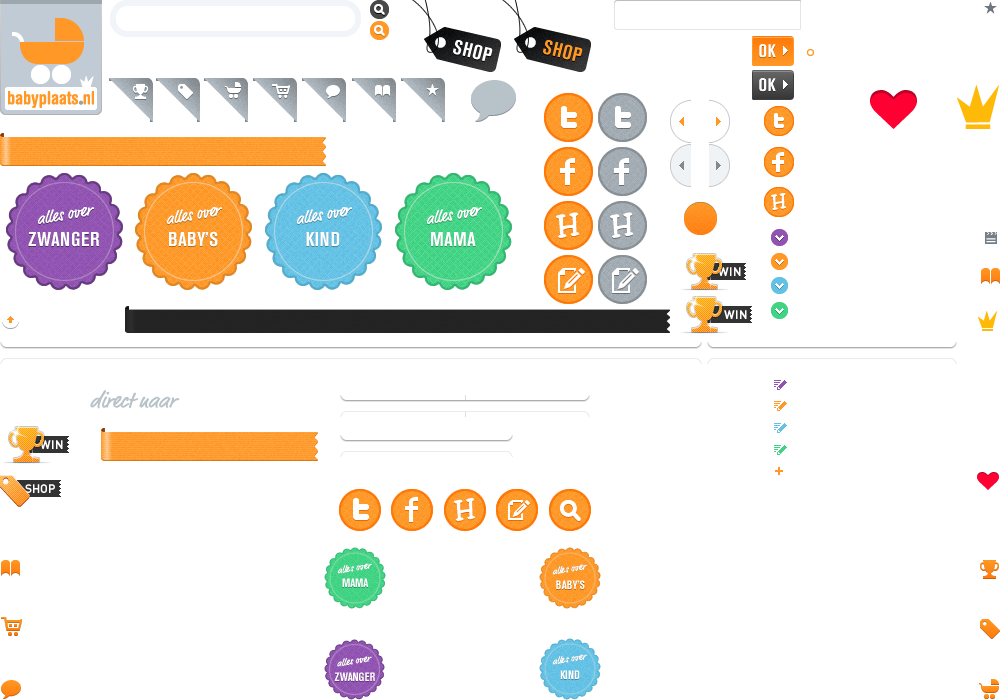 babyplaats.nl
SHOP
SHOP
OK
OK
alles over
ZWANGER
alles over
BABY'S
alles over
KIND
alles over
MAMA
H
H
H
WIN
WIN
direct naar
WIN
SHOP
H
alles over
MAMA
alles over
BABY'S
alles over
ZWANGER
alles over
KIND